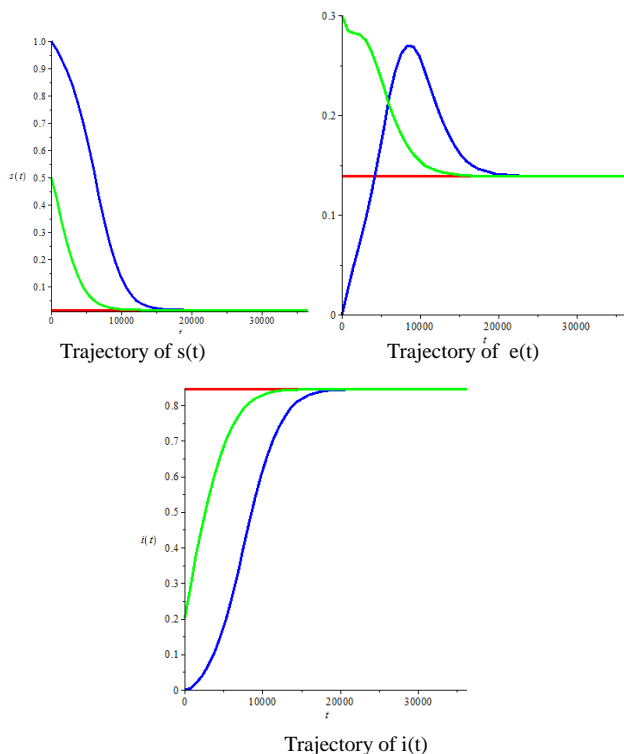 1.0
0.9
0.8
0.7
0.6
s(t) 0.5
0.4
0.3
0.2
0.1
0 10000 20000 30000
t
Trajectory of s(t)
0.3
0.2
0.1
0
0 10000 20000 30000
t
Trajectory of e(t)
0.8
0.7
0.6
0.5
i(t)
0.4
0.3
0.2
0.1
0
0 10000 20000 30000
t
Trajectory of i(t)